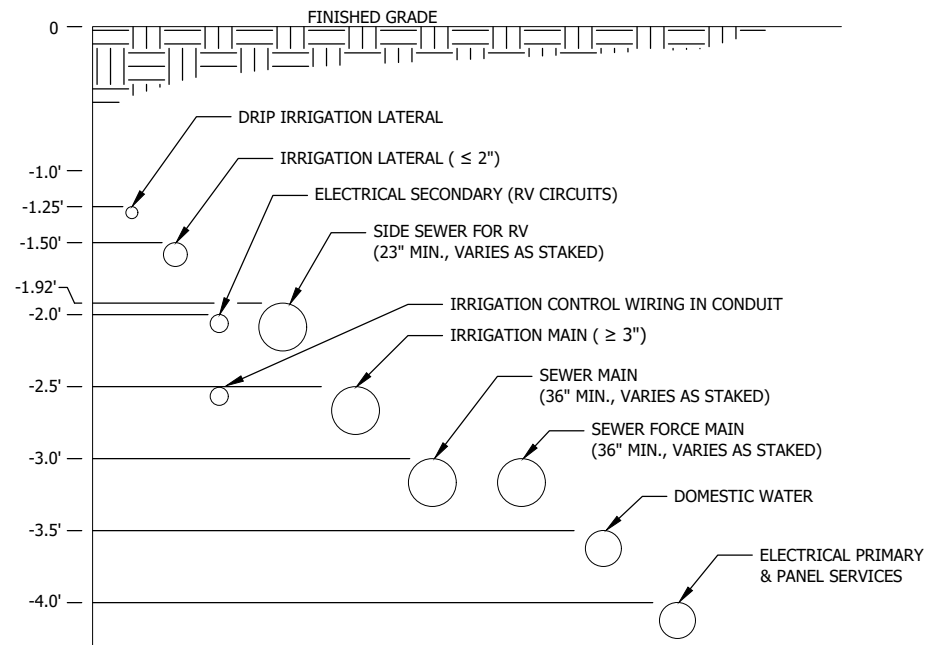 FINISHED GRADE
0
DRIP IRRIGATION LATERAL
IRRIGATION LATERAL ( ≤ 2")
-1.0'
ELECTRICAL SECONDARY (RV CIRCUITS)
-1.25'
SIDE SEWER FOR RV
(23" MIN., VARIES AS STAKED)
-1.50'
-1.92'
IRRIGATION CONTROL WIRING IN CONDUIT
-2.0'
IRRIGATION MAIN ( ≥ 3")
SEWER MAIN
(36" MIN., VARIES AS STAKED)
-2.5'
SEWER FORCE MAIN
(36" MIN., VARIES AS STAKED)
-3.0'
DOMESTIC WATER
-3.5'
ELECTRICAL PRIMARY
& PANEL SERVICES
-4.0'